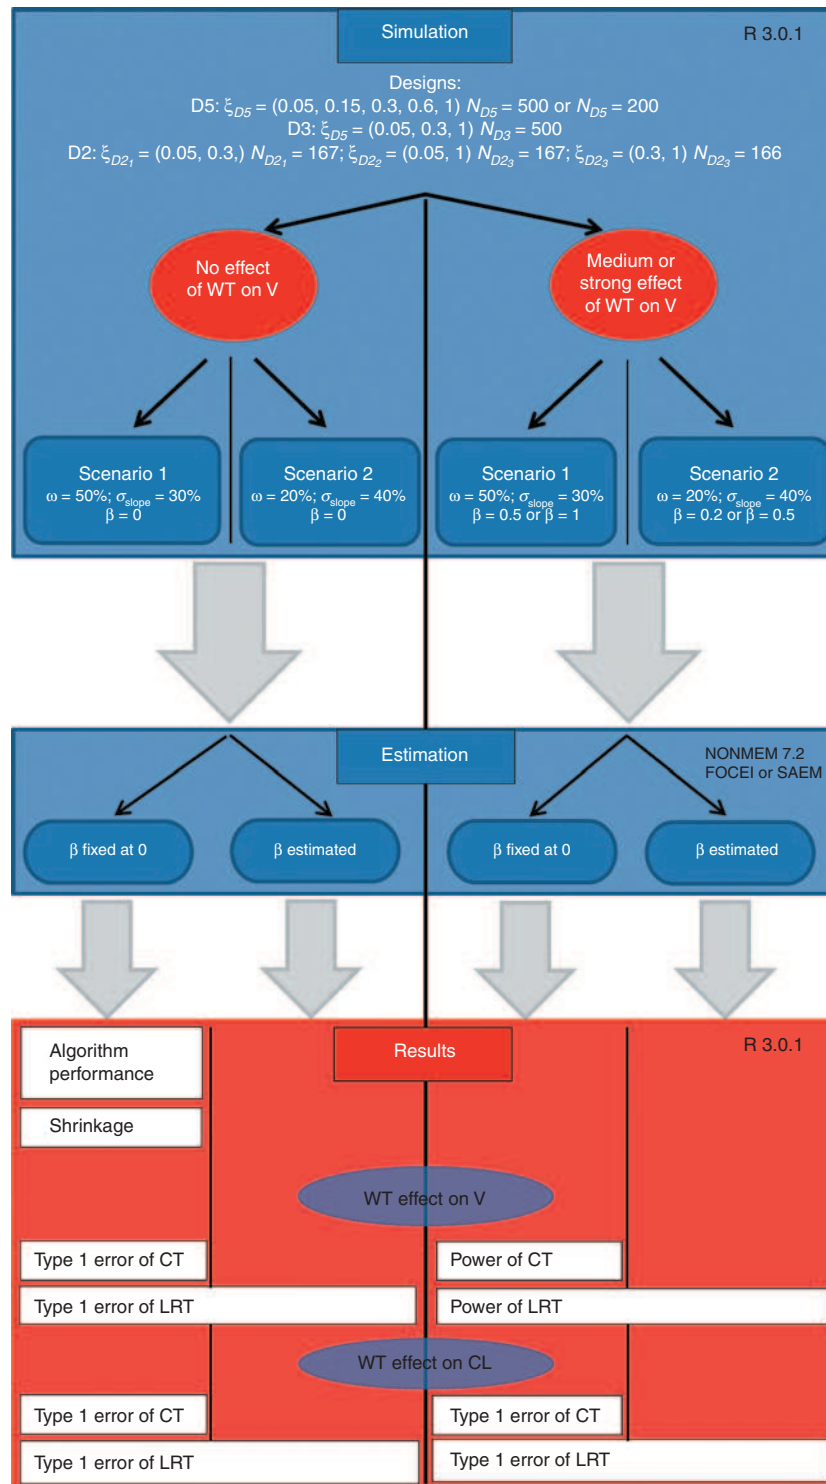 Simulation
R 3.0.1
Designs:
D5: ξD5 = (0.05, 0.15, 0.3, 0.6, 1) ND5 = 500 or ND5 = 200
D3: ξD5 = (0.05, 0.3, 1) ND3 = 500
D2: ξD21 = (0.05, 0.3,) ND21 = 167; ξD22 = (0.05, 1) ND23 = 167; ξD23 = (0.3, 1) ND23 = 166
No effect
of WT on V
Medium or
strong effect
of WT on V
Scenario 1
ω = 50%; σslope = 30%
β = 0
Scenario 2
ω = 20%; σslope = 40%
β = 0
Scenario 1
ω = 50%; σslope = 30%
β = 0.5 or β = 1
Scenario 2
ω = 20%; σslope = 40%
β = 0.2 or β = 0.5
Estimation
NONMEM 7.2
FOCEI or SAEM
β fixed at 0
β estimated
β fixed at 0
β estimated
Results
R 3.0.1
Algorithm
performance
Shrinkage
WT effect on V
Type 1 error of CT
Power of CT
Type 1 error of LRT
Power of LRT
WT effect on CL
Type 1 error of CT
Type 1 error of CT
Type 1 error of LRT
Type 1 error of LRT